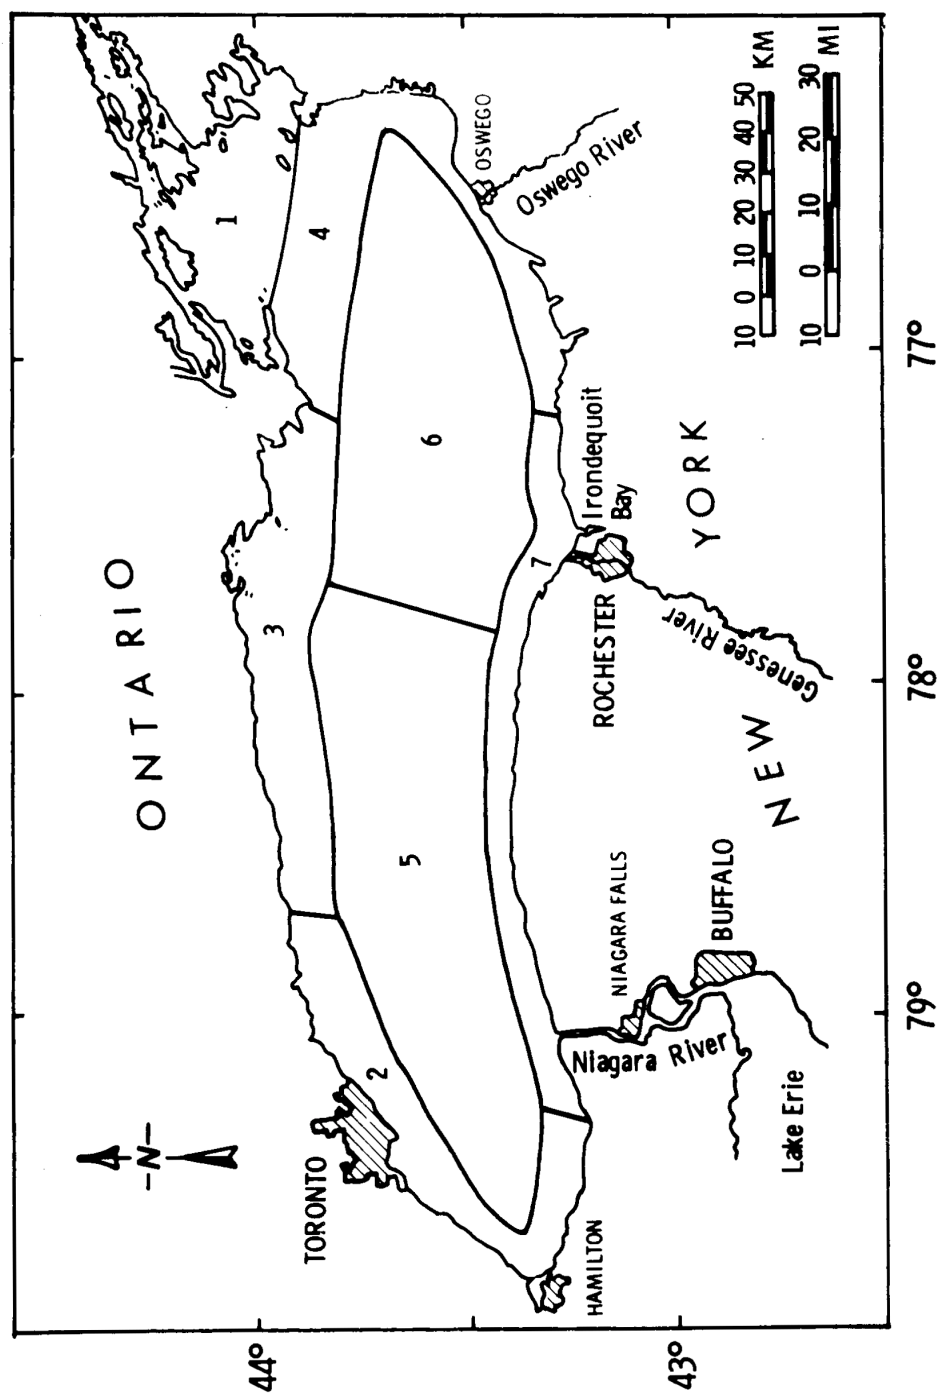 ONTARIO
-N-
TORONTO
HAMILTON
1
2
3
4
5
6
7
OSWEGO
Oswego River
Irondequoit
Bay
ROCHESTER
Genessee River
NIAGARA FALLS
Niagara River
BUFFALO
Lake Erie
NEW YORK
10 0 10 20 30 40 50 KM
10 0 10 20 30 MI
44°
43°
79°
78°
77°